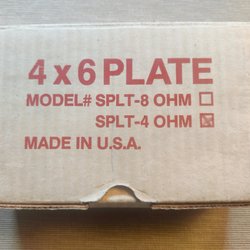 4 x 6 PLATE
MODEL# SPLT-8 OHM ☐
SPLT-4 OHM ☒
MADE IN U.S.A.